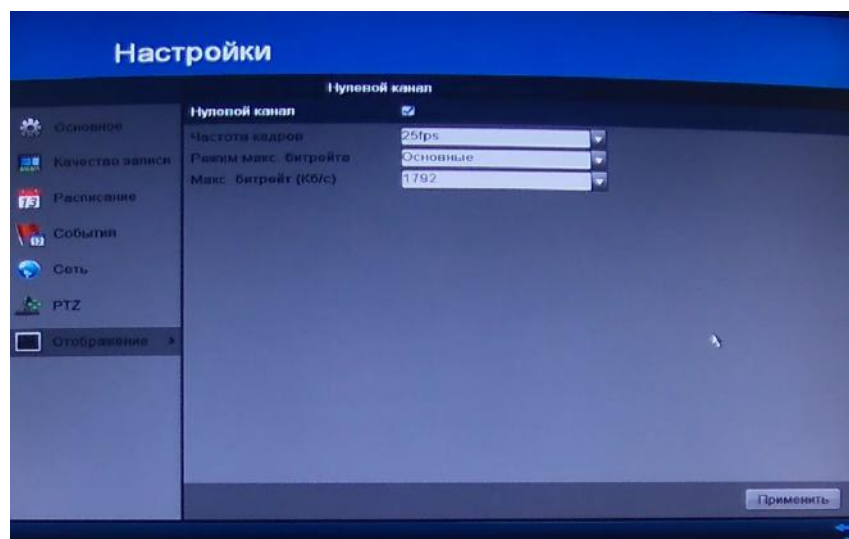 Настройки
Нулевой канал
Нулевой канал
Частота кадров 25fps
Режим макс. битрейта Основные
Макс. битрейт (Кб/с) 1792
Основное
Качество записи
13 Расписание
События
Сеть
PTZ
Отображение
Применить